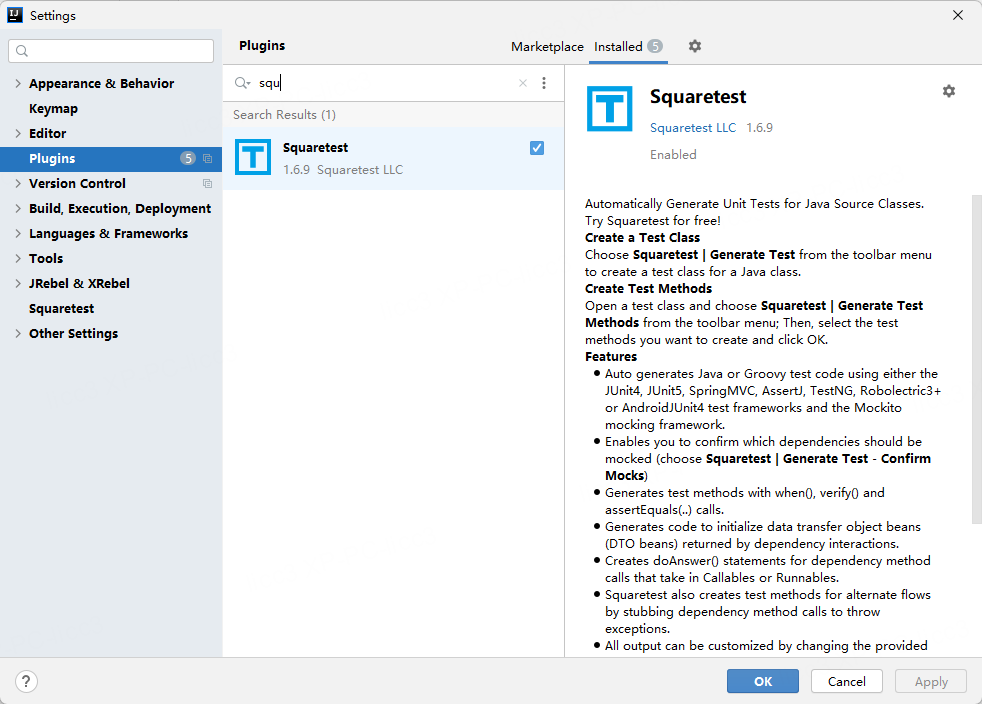 Settings
Plugins
Marketplace
Installed 5
Appearance & Behavior
Keymap
Editor
Plugins 5
Version Control
Build, Execution, Deployment
Languages & Frameworks
Tools
JRebel & XRebel
Squaretest
Other Settings
squ
Search Results (1)
Squaretest
1.6.9 Squaretest LLC
Squaretest
Squaretest LLC 1.6.9
Enabled
Automatically Generate Unit Tests for Java Source Classes.
Try Squaretest for free!
Create a Test Class
Choose Squaretest | Generate Test from the toolbar menu
to create a test class for a Java class.
Create Test Methods
Open a test class and choose Squaretest | Generate Test
Methods from the toolbar menu; Then, select the test
methods you want to create and click OK.
Features
• Auto generates Java or Groovy test code using either the
JUnit4, JUnit5, SpringMVC, AssertJ, TestNG, Robolectric3+
or AndroidJUnit4 test frameworks and the Mockito
mocking framework.
• Enables you to confirm which dependencies should be
mocked (choose Squaretest | Generate Test - Confirm
Mocks)
• Generates test methods with when(), verify() and
assertEquals(..) calls.
• Generates code to initialize data transfer object beans
(DTO beans) returned by dependency interactions.
• Creates doAnswer() statements for dependency method
calls that take in Callables or Runnables.
• Squaretest also creates test methods for alternate flows
by stubbing dependency method calls to throw
exceptions.
• All output can be customized by changing the provided
?
OK
Cancel
Apply